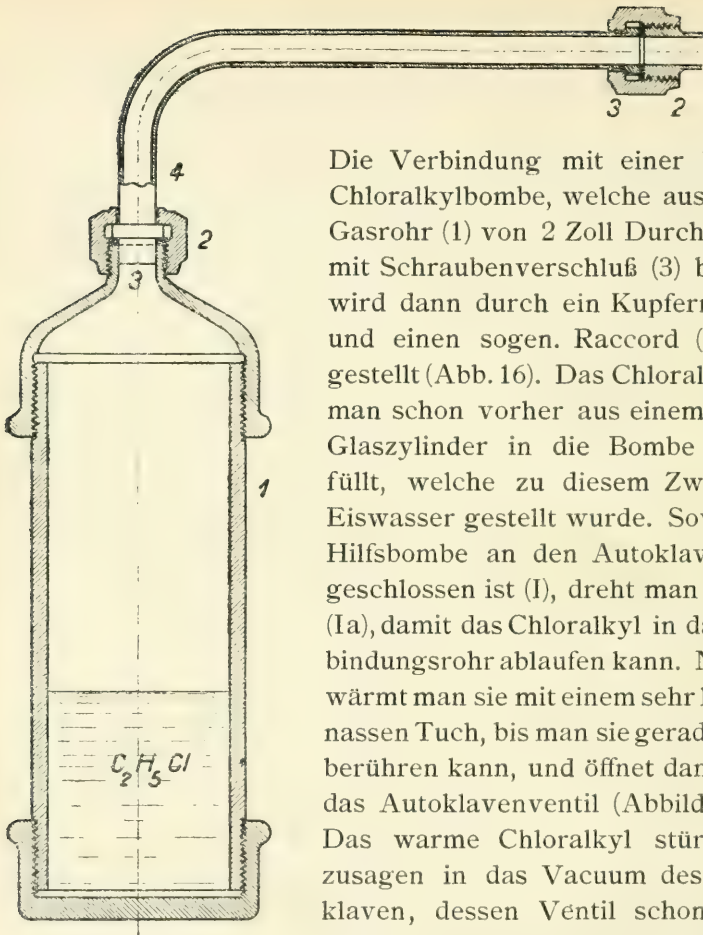 3 2
4
2
3
1
C2H5Cl
Die Verbindung mit einer
Chloralkylbombe, welche aus
Gasrohr (1) von 2 Zoll Durch
mit Schraubenverschluß (3) b
wird dann durch ein Kupferr
und einen sogen. Raccord (
gestellt (Abb. 16). Das Chloral
man schon vorher aus einem
Glaszylinder in die Bombe
füllt, welche zu diesem Zw
Eiswasser gestellt wurde. Sow
Hilfsbombe an den Autoklav
geschlossen ist (I), dreht man
(Ia), damit das Chloralkyl in da
bindungsrohr ablaufen kann. N
wärmt man sie mit einem sehr
nassen Tuch, bis man sie gerad
berühren kann, und öffnet dan
das Autoklavenventil (Abbild
Das warme Chloralkyl stür
zusagen in das Vacuum des
klaven, dessen Ventil schon